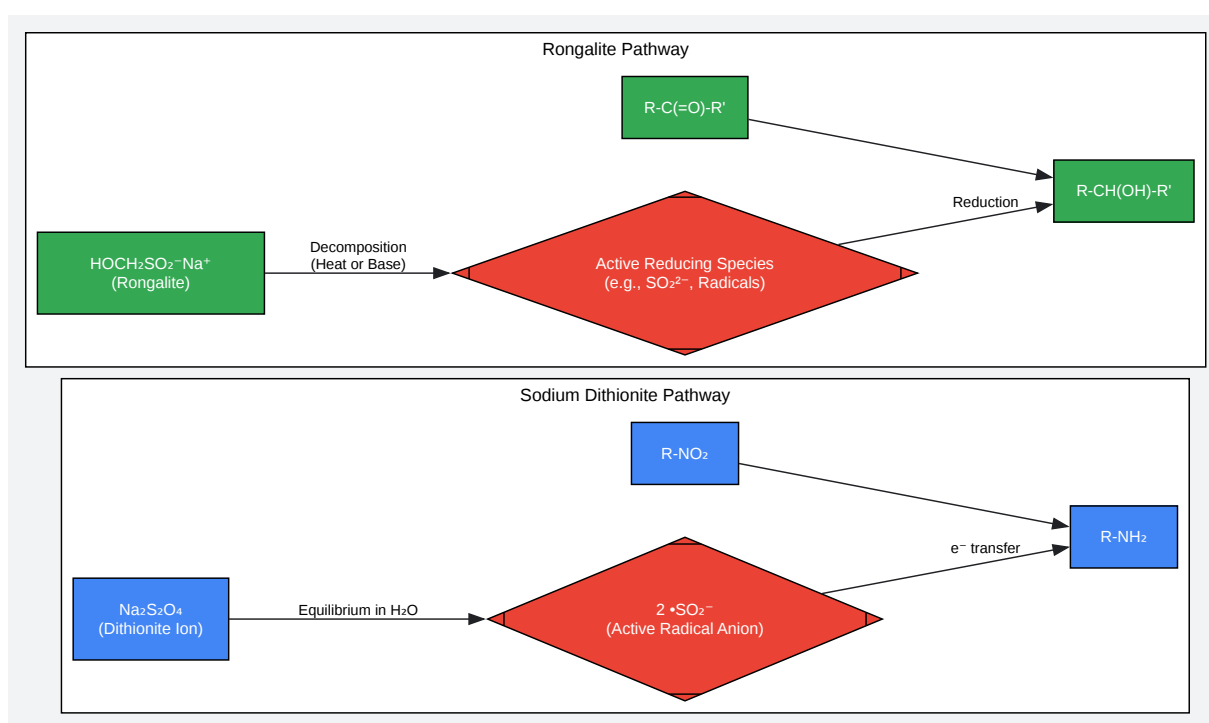 Rongalite Pathway
R-C(=O)-R'
R-CH(OH)-R'
Reduction
Decomposition
(Heat or Base)
HOCH₂SO₂⁻Na⁺
(Rongalite)
Active Reducing Species
(e.g., SO₂²⁻, Radicals)
Sodium Dithionite Pathway
R-NO₂
R-NH₂
e⁻ transfer
Na₂S₂O₄
(Dithionite Ion)
Equilibrium in H₂O
2 •SO₂⁻
(Active Radical Anion)